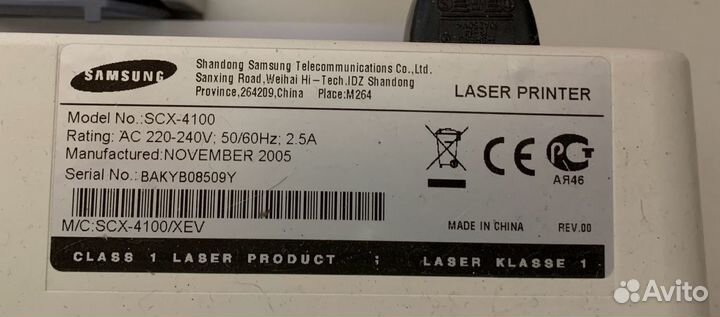 SAMSUNG
Shandong Samsung Telecommunications Co.,Ltd.
Sanxing Road,Weihai Hi-Tech.IDZ Shandong
Province,264209,China Place:M264
LASER PRINTER
Model No.:SCX-4100
Rating: AC 220-240V; 50/60Hz; 2.5A
Manufactured:NOVEMBER 2005
Serial No.: BAKYB08509Y
CE
РСТ
АЯ46
M/C:SCX-4100/XEV
MADE IN CHINA REV.00
CLASS 1 LASER PRODUCT ; LASER KLASSE 1
Avito